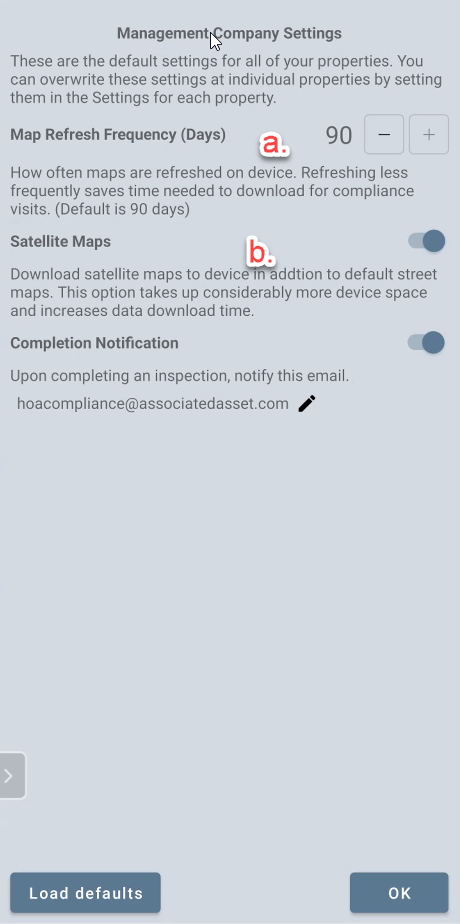 Management Company Settings
These are the default settings for all of your properties. You
can overwrite these settings at individual properties by setting
them in the Settings for each property.
Map Refresh Frequency (Days)
a.
90
How often maps are refreshed on device. Refreshing less
frequently saves time needed to download for compliance
visits. (Default is 90 days)
Satellite Maps
b.
Download satellite maps to device in addtion to default street
maps. This option takes up considerably more device space
and increases data download time.
Completion Notification
Upon completing an inspection, notify this email.
hoacompliance@associatedasset.com
Load defaults
OK